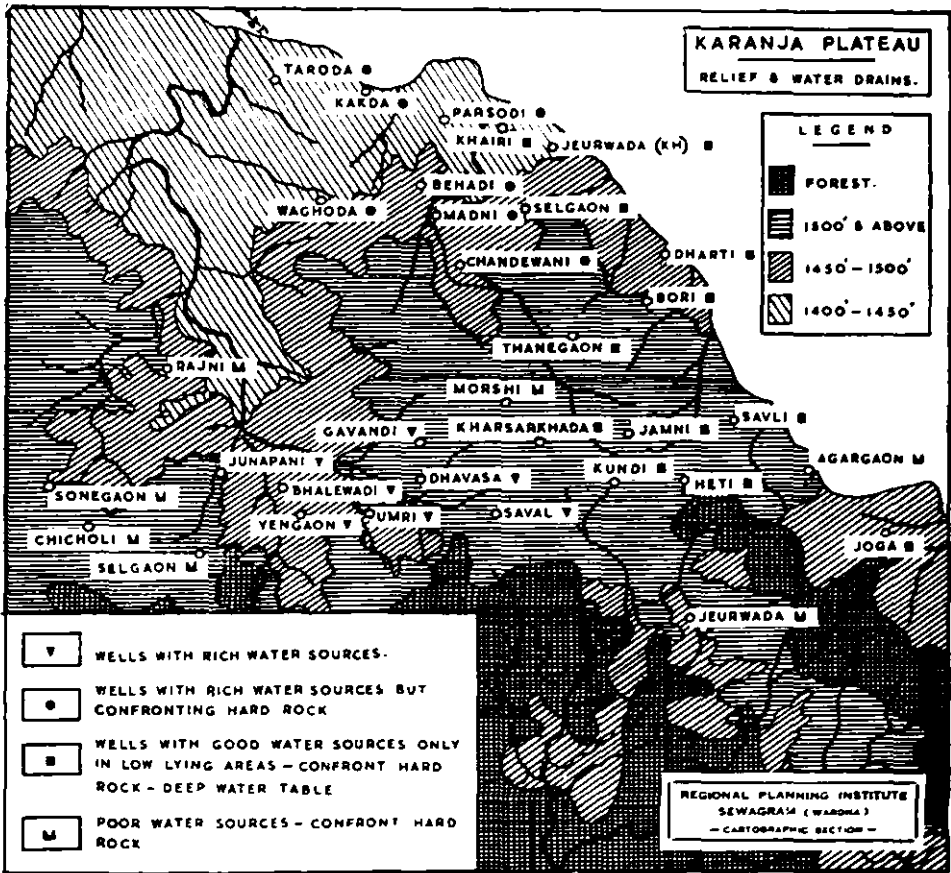 KARANJA PLATEAU
RELIEF & WATER DRAINS.
LEGEND
FOREST.
1500' & ABOVE
1450'-1500'
1400'-1450'
TARODA
KAKDA
PARSODI
KHAIRI
JEURWADA (KH)
BEHADI
WAGHODA
MADNI
SELGAON
CHANDEWANI
DHARTI
BORI
THANEGAON
RAJNI
MORSHI
GAVANDI
KHARSARKHADA
JAMNI
SAVLI
JUNAPANI
KUNDI
AGARGAON
SONEGAON
BHALEWADI
DHAVASA
HETI
YENGAON
UMRI
SAVAL
CHICHOLI
JOGA
SELGAON
JEURWADA
WELLS WITH RICH WATER SOURCES.
WELLS WITH RICH WATER SOURCES BUT
CONFRONTING HARD ROCK
WELLS WITH GOOD WATER SOURCES ONLY
IN LOW LYING AREAS - CONFRONT HARD
ROCK - DEEP WATER TABLE
POOR WATER SOURCES - CONFRONT HARD
ROCK
REGIONAL PLANNING INSTITUTE
SEWAGRAM (WARDHA)
- CARTOGRAPHIC SECTION -